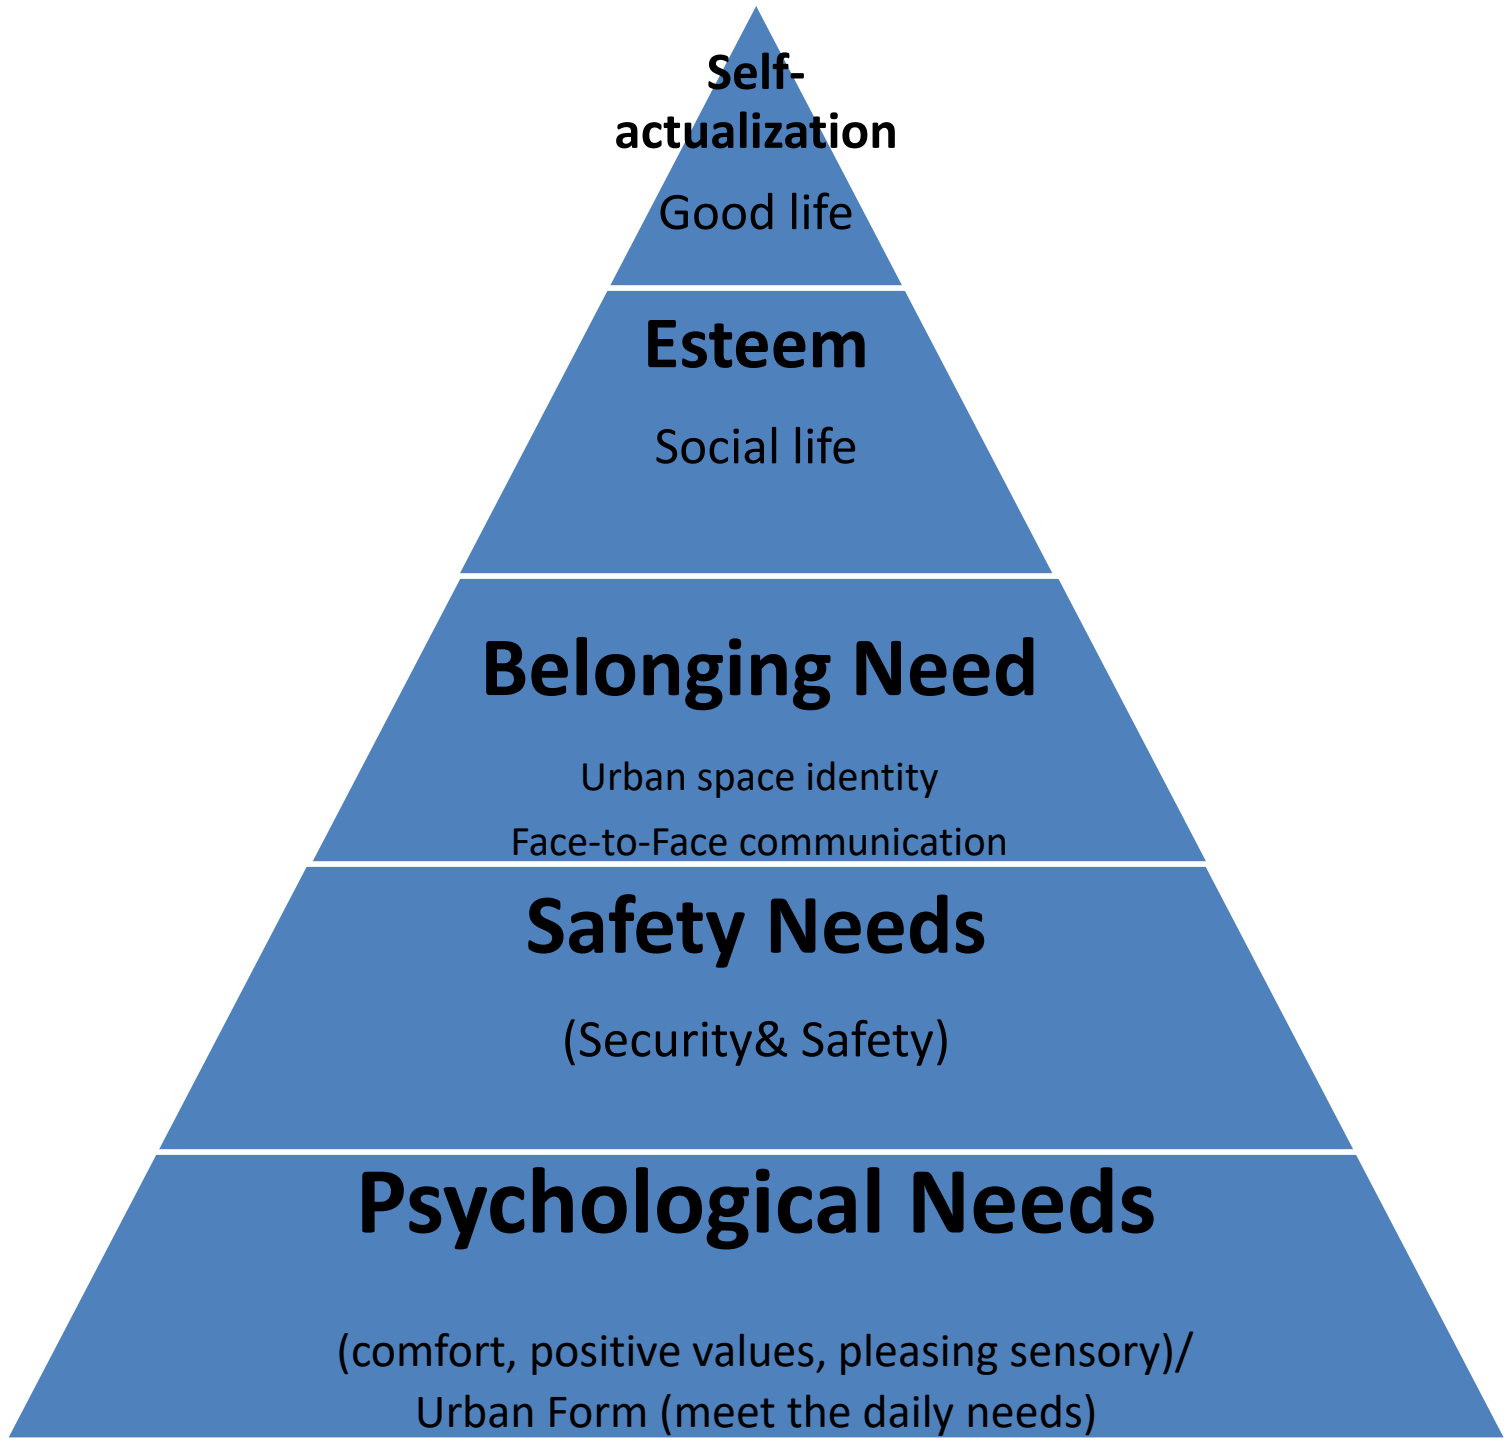 Self-
actualization
Good life
Esteem
Social life
Belonging Need
Urban space identity
Face-to-Face communication
Safety Needs
(Security& Safety)
Psychological Needs
(comfort, positive values, pleasing sensory)/
Urban Form (meet the daily needs)